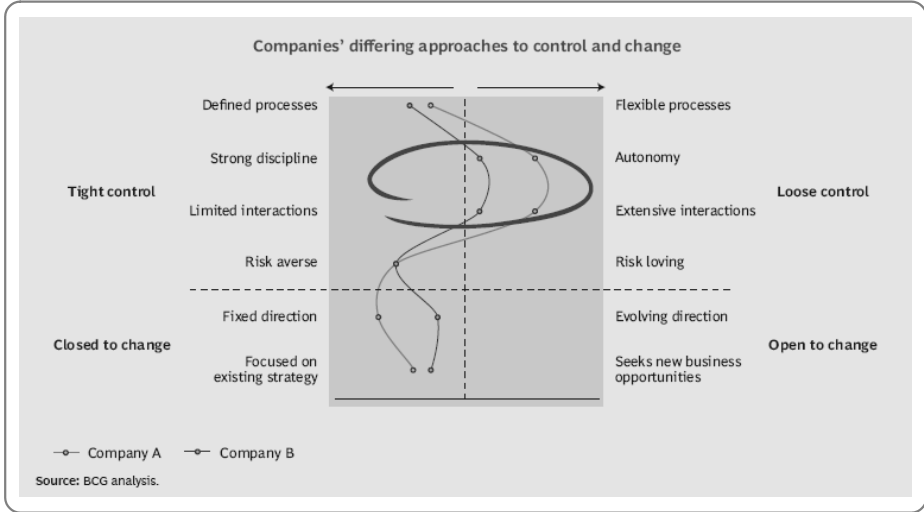 Companies' differing approaches to control and change
Defined processes
Flexible processes
Strong discipline
Autonomy
Tight control
Loose control
Limited interactions
Extensive interactions
Risk averse
Risk loving
Fixed direction
Evolving direction
Closed to change
Open to change
Focused on
existing strategy
Seeks new business
opportunities
Company A
Company B
Source: BCG analysis.